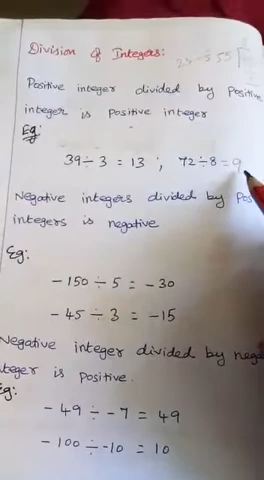 Division of Integers:
Positive integer divided by Positive
integer is positive integer
Eg:
39÷3 = 13 ; 72÷8 = 9
Negative integers divided by Pos
integers is negative
Eg:
-150 ÷ 5 = -30
-45 ÷ 3 = -15
Negative integer divided by nega
nteger is positive.
Eg:
-49 ÷ -7 = 49
-100 ÷ -10 = 10